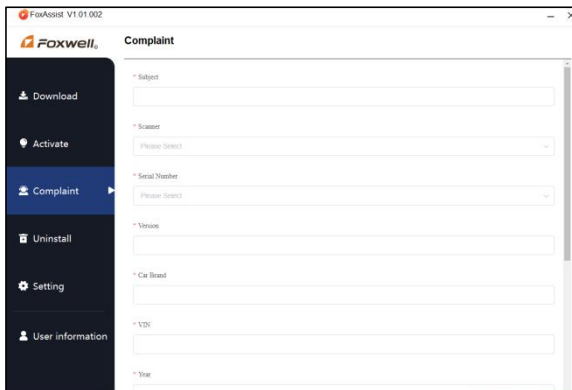 FoxAssist V1.01.002
FOXWELL®
Complaint
Download
Activate
Complaint
Uninstall
Setting
User information
* Subject
* Scanner
Please Select
* Serial Number
Please Select
* Version
* Car Brand
* VIN
* Year